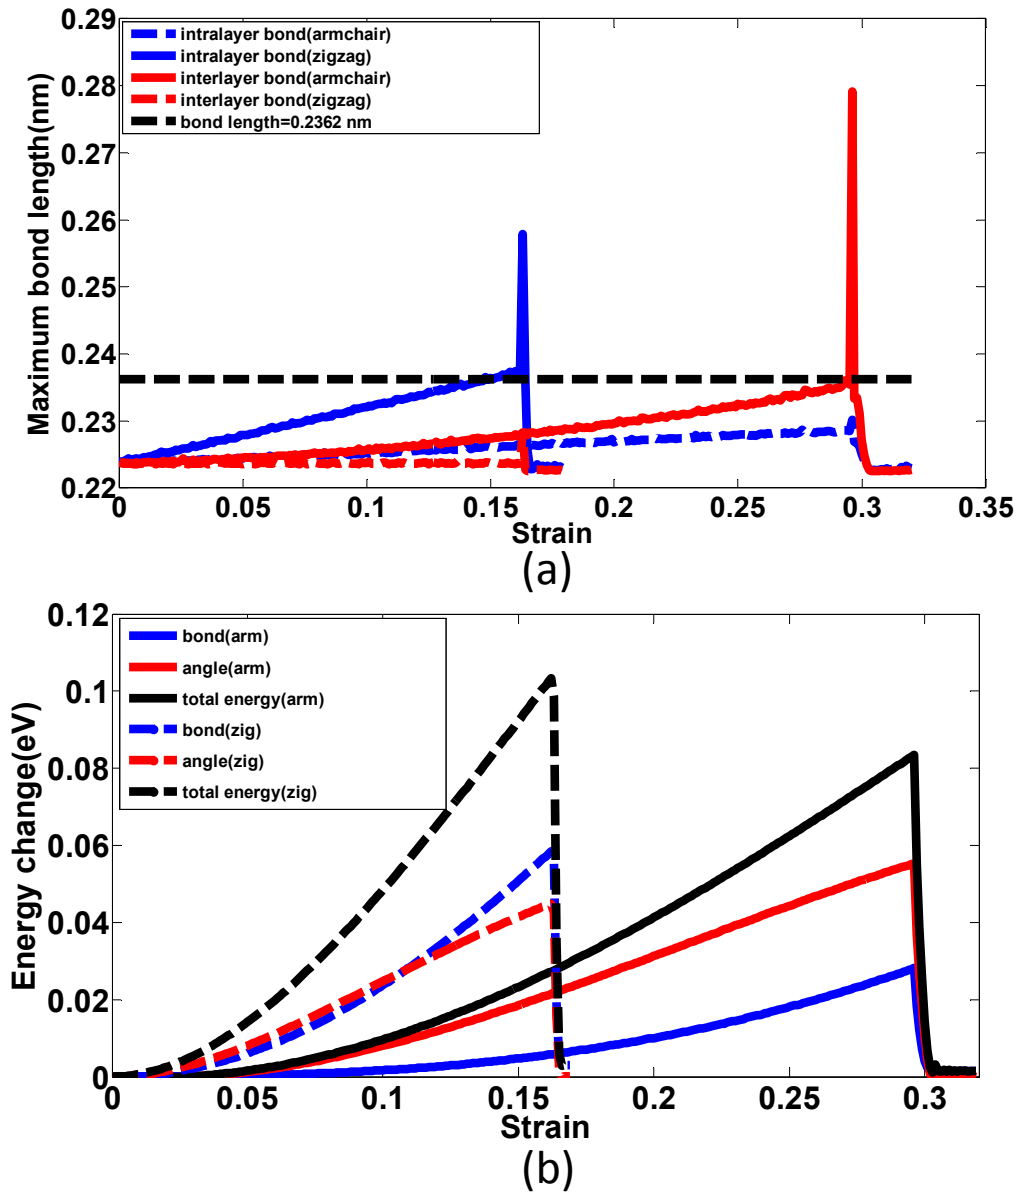 0.29
0.28
0.27
0.26
0.25
0.24
0.23
0.22
Maximum bond length(nm)
intralayer bond(armchair)
intralayer bond(zigzag)
interlayer bond(armchair)
interlayer bond(zigzag)
bond length=0.2362 nm
0 0.05 0.1 0.15 0.2 0.25 0.3 0.35
Strain
(a)
0.12
0.1
0.08
0.06
0.04
0.02
0
Energy change(eV)
bond(arm)
angle(arm)
total energy(arm)
bond(zig)
angle(zig)
total energy(zig)
0 0.05 0.1 0.15 0.2 0.25 0.3
Strain
(b)